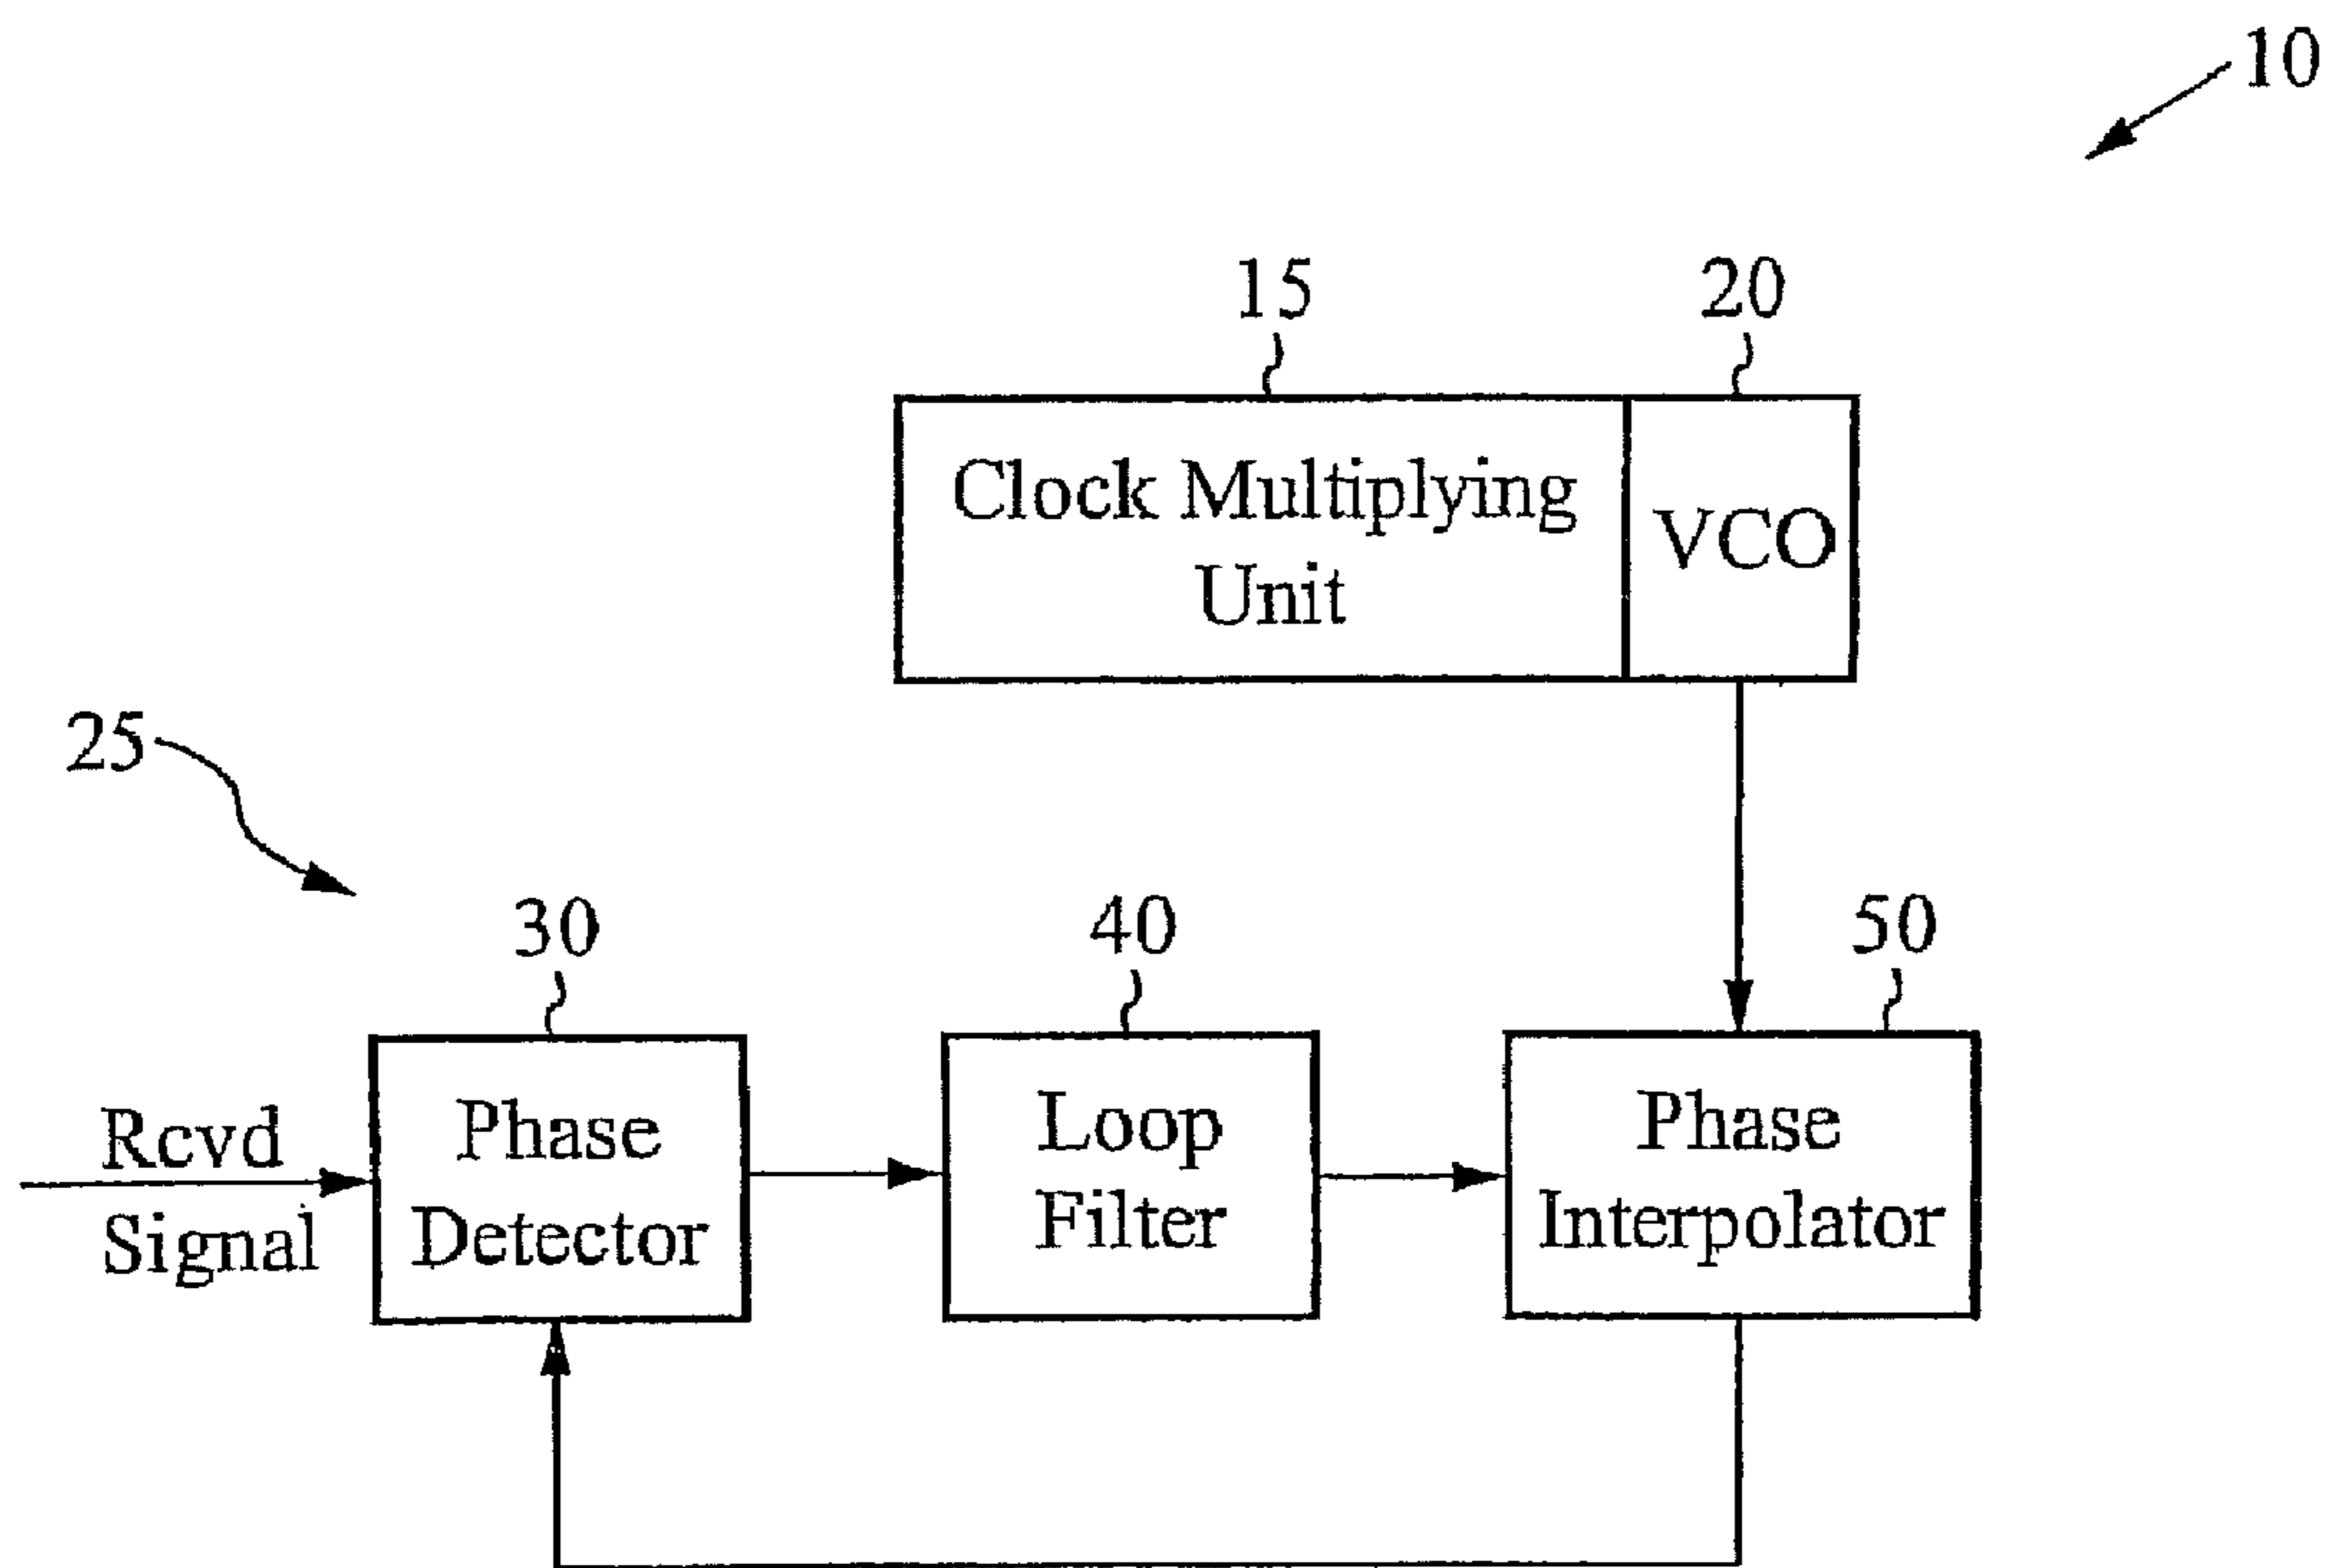 10
15
20
Clock Multiplying
Unit
VCO
25
30
40
50
Rcvd
Signal
Phase
Detector
Loop
Filter
Phase
Interpolator